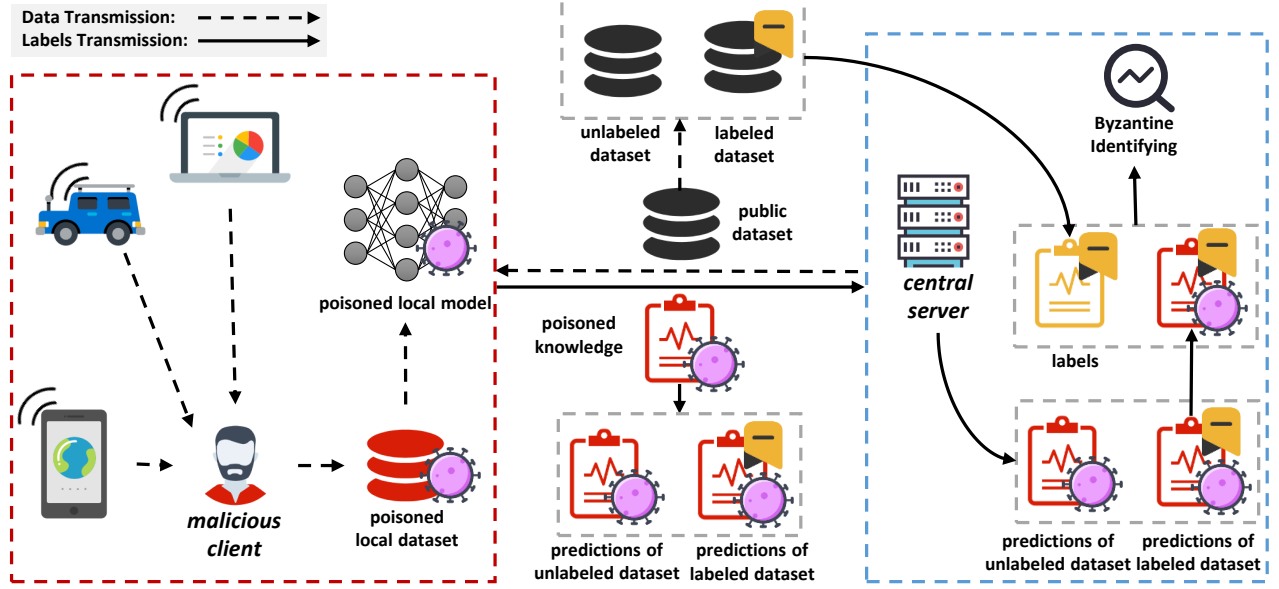 Data Transmission:
Labels Transmission:
unlabeled
dataset
labeled
dataset
public
dataset
Byzantine
Identifying
central
server
labels
poisoned local model
poisoned
knowledge
malicious
client
poisoned
local dataset
predictions of
unlabeled dataset
predictions of
labeled dataset
predictions of
unlabeled dataset
predictions of
labeled dataset